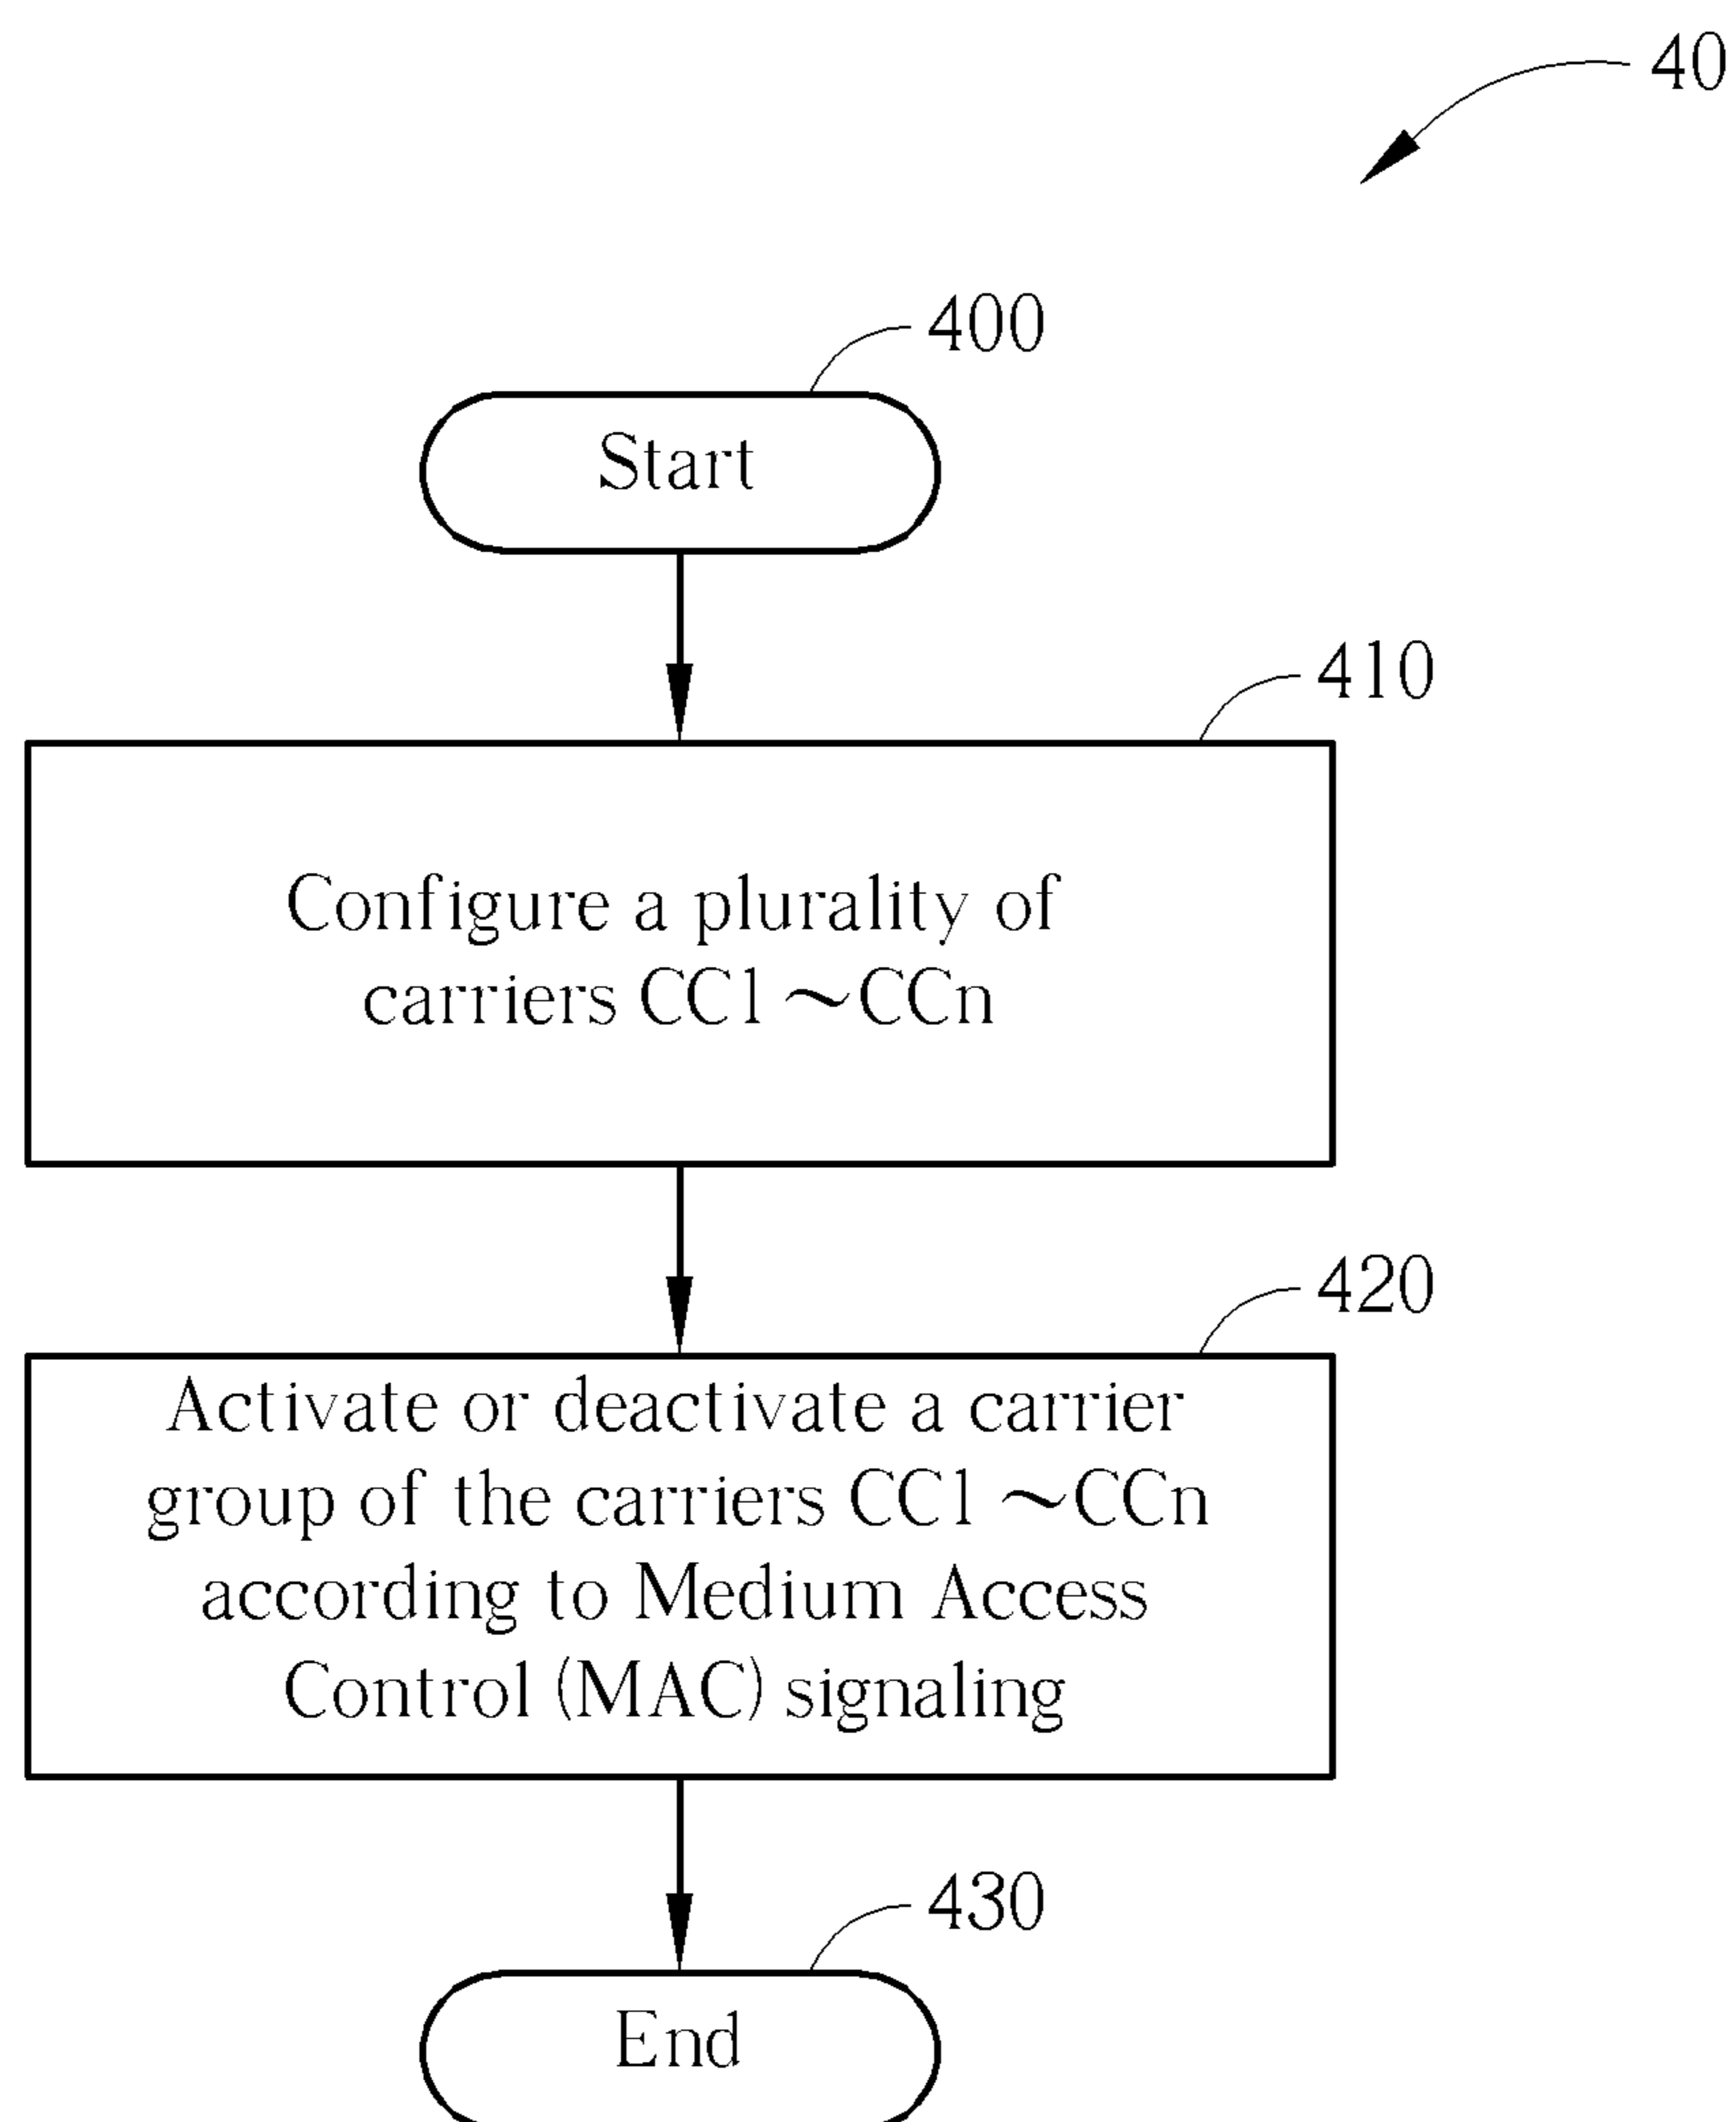 40
400
Start
410
Configure a plurality of
carriers CC1～CCn
420
Activate or deactivate a carrier
group of the carriers CC1～CCn
according to Medium Access
Control (MAC) signaling
430
End